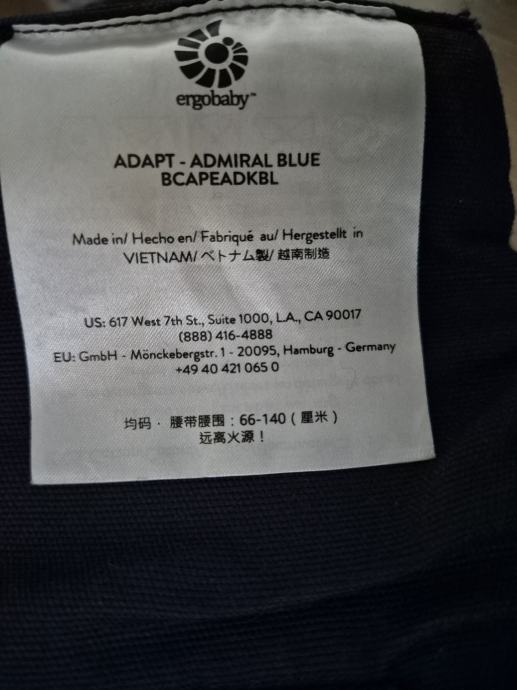 ergobaby™
ADAPT - ADMIRAL BLUE
BCAPEADKBL
Made in/ Hecho en/ Fabriqué au/ Hergestellt in
VIETNAM/ ベトナム製/ 越南制造
US: 617 West 7th St., Suite 1000, L.A., CA 90017
(888) 416-4888
EU: GmbH - Mönckebergstr. 1 - 20095, Hamburg - Germany
+49 40 421 065 0
均码 · 腰带腰围：66-140（厘米）
远离火源！